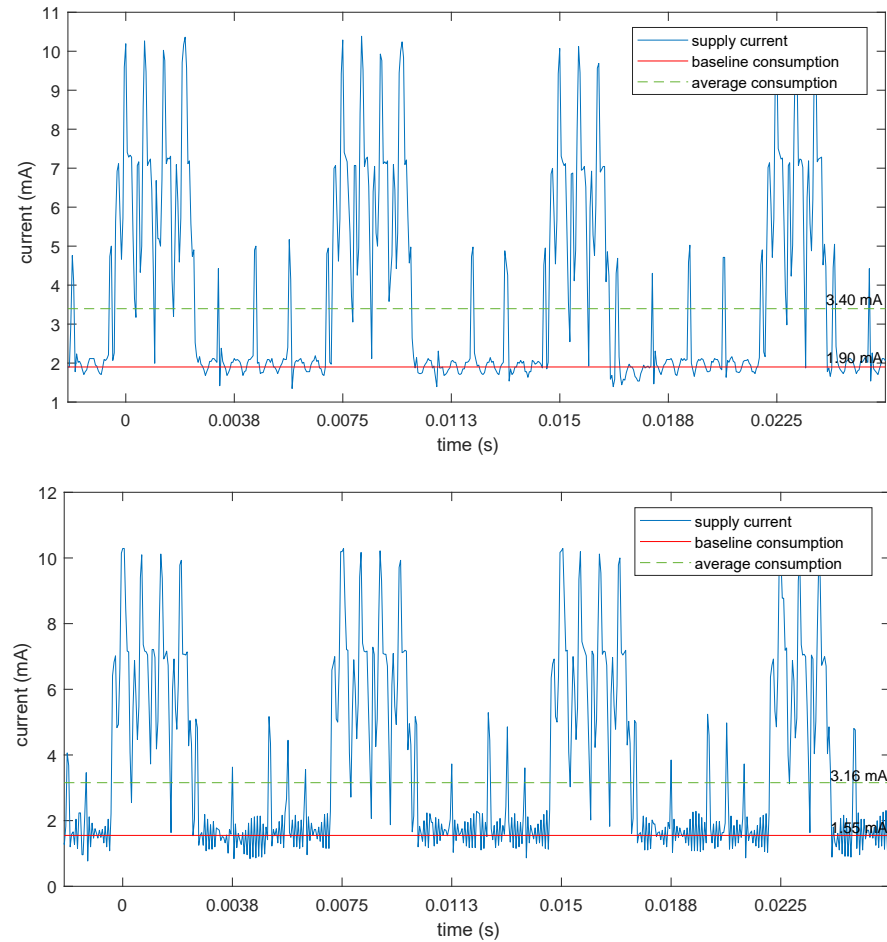 11
10
9
8
7
6
5
4
3
2
1
current (mA)
supply current
baseline consumption
average consumption
3.40 mA
1.90 mA
0 0.0038 0.0075 0.0113 0.015 0.0188 0.0225
time (s)
12
10
8
6
4
2
0
current (mA)
supply current
baseline consumption
average consumption
3.16 mA
1.55 mA
0 0.0038 0.0075 0.0113 0.015 0.0188 0.0225
time (s)